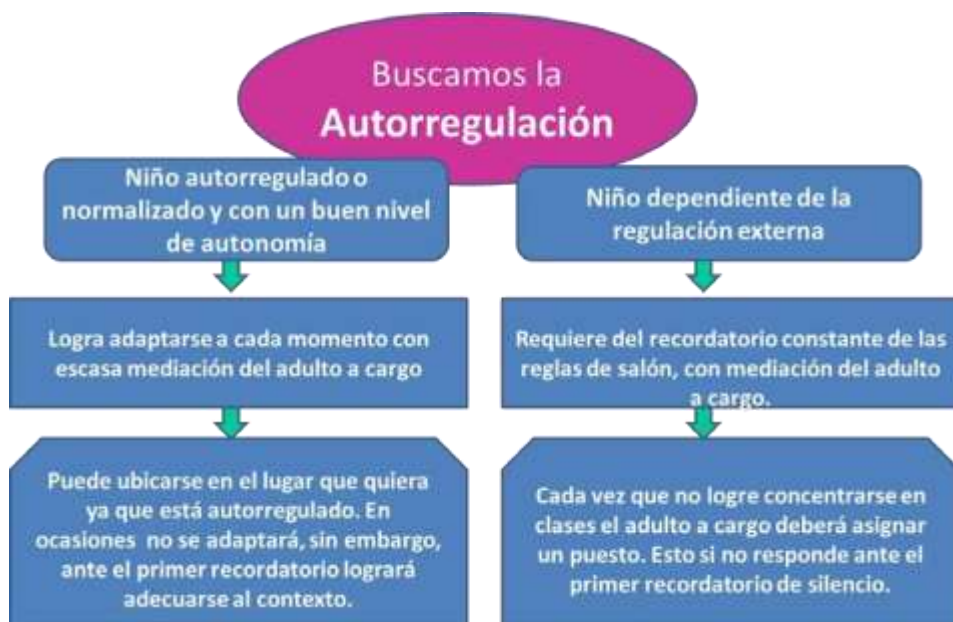 Buscamos la
Autorregulación
Niño autorregulado o
normalizado y con un buen nivel
de autonomía
Niño dependiente de la
regulación externa
Logra adaptarse a cada momento con
escasa mediación del adulto a cargo
Requiere del recordatorio constante de las
reglas de salón, con mediación del adulto
a cargo.
Puede ubicarse en el lugar que quiera
ya que está autorregulado. En
ocasiones no se adaptará, sin embargo,
ante el primer recordatorio logrará
adecuarse al contexto.
Cada vez que no logre concentrarse en
clases el adulto a cargo deberá asignar
un puesto. Esto si no responde ante el
primer recordatorio de silencio.